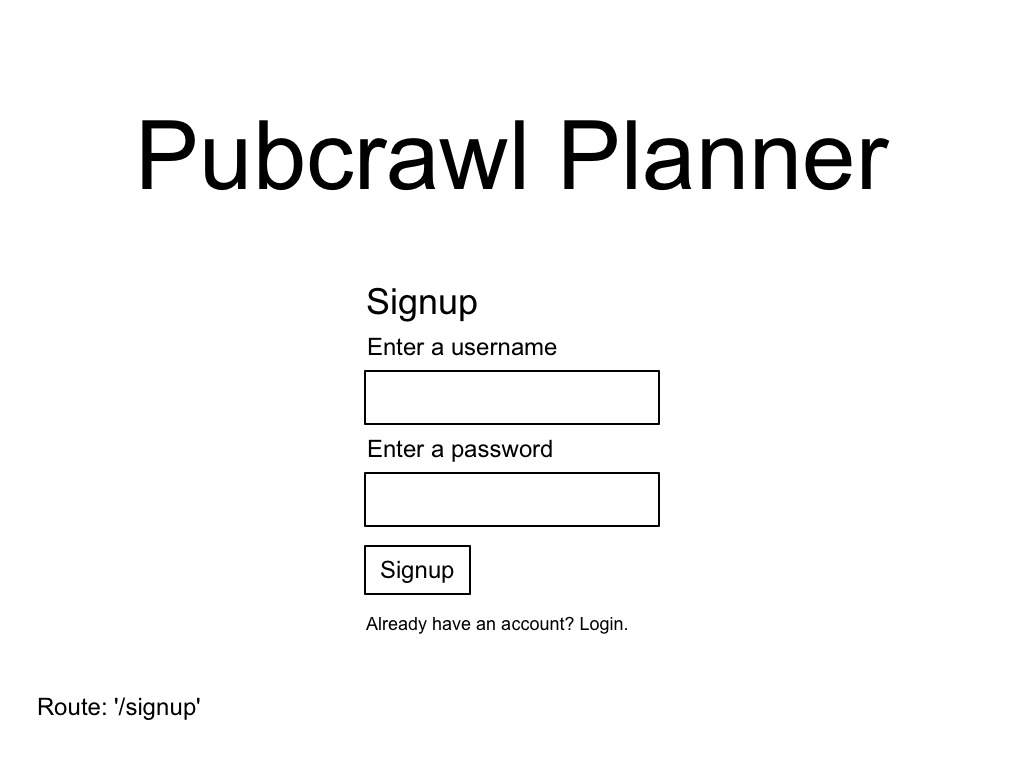 Pubcrawl Planner
Signup
Enter a username
Enter a password
Signup
Already have an account? Login.
Route: '/signup'